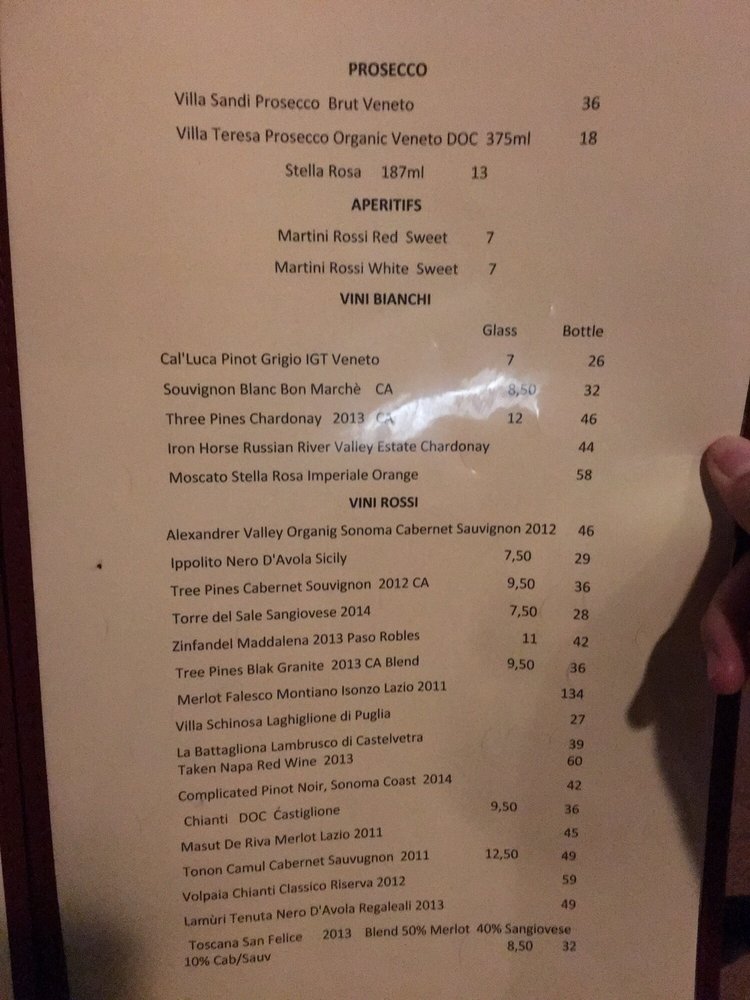 PROSECCO
Villa Sandi Prosecco Brut Veneto 36
Villa Teresa Prosecco Organic Veneto DOC 375ml 18
Stella Rosa 187ml 13
APERITIFS
Martini Rossi Red Sweet 7
Martini Rossi White Sweet 7
VINI BIANCHI
Glass Bottle
Cal'Luca Pinot Grigio IGT Veneto 7 26
Souvignon Blanc Bon Marchè CA 8,50 32
Three Pines Chardonay 2013 CA 12 46
Iron Horse Russian River Valley Estate Chardonay 44
Moscato Stella Rosa Imperiale Orange 58
VINI ROSSI
Alexandrer Valley Organig Sonoma Cabernet Sauvignon 2012 46
Ippolito Nero D'Avola Sicily 7,50 29
Tree Pines Cabernet Souvignon 2012 CA 9,50 36
Torre del Sale Sangiovese 2014 7,50 28
Zinfandel Maddalena 2013 Paso Robles 11 42
Tree Pines Blak Granite 2013 CA Blend 9,50 36
Merlot Falesco Montiano Isonzo Lazio 2011 134
Villa Schinosa Laghiglione di Puglia 27
La Battagliona Lambrusco di Castelvetra 39
Taken Napa Red Wine 2013 60
Complicated Pinot Noir, Sonoma Coast 2014 42
Chianti DOC Ćastiglione 9,50 36
Masut De Riva Merlot Lazio 2011 45
Tonon Camul Cabernet Sauvugnon 2011 12,50 49
Volpaia Chianti Classico Riserva 2012 59
Lamùri Tenuta Nero D'Avola Regaleali 2013 49
Toscana San Felice 2013 Blend 50% Merlot 40% Sangiovese
10% Cab/Sauv 8,50 32